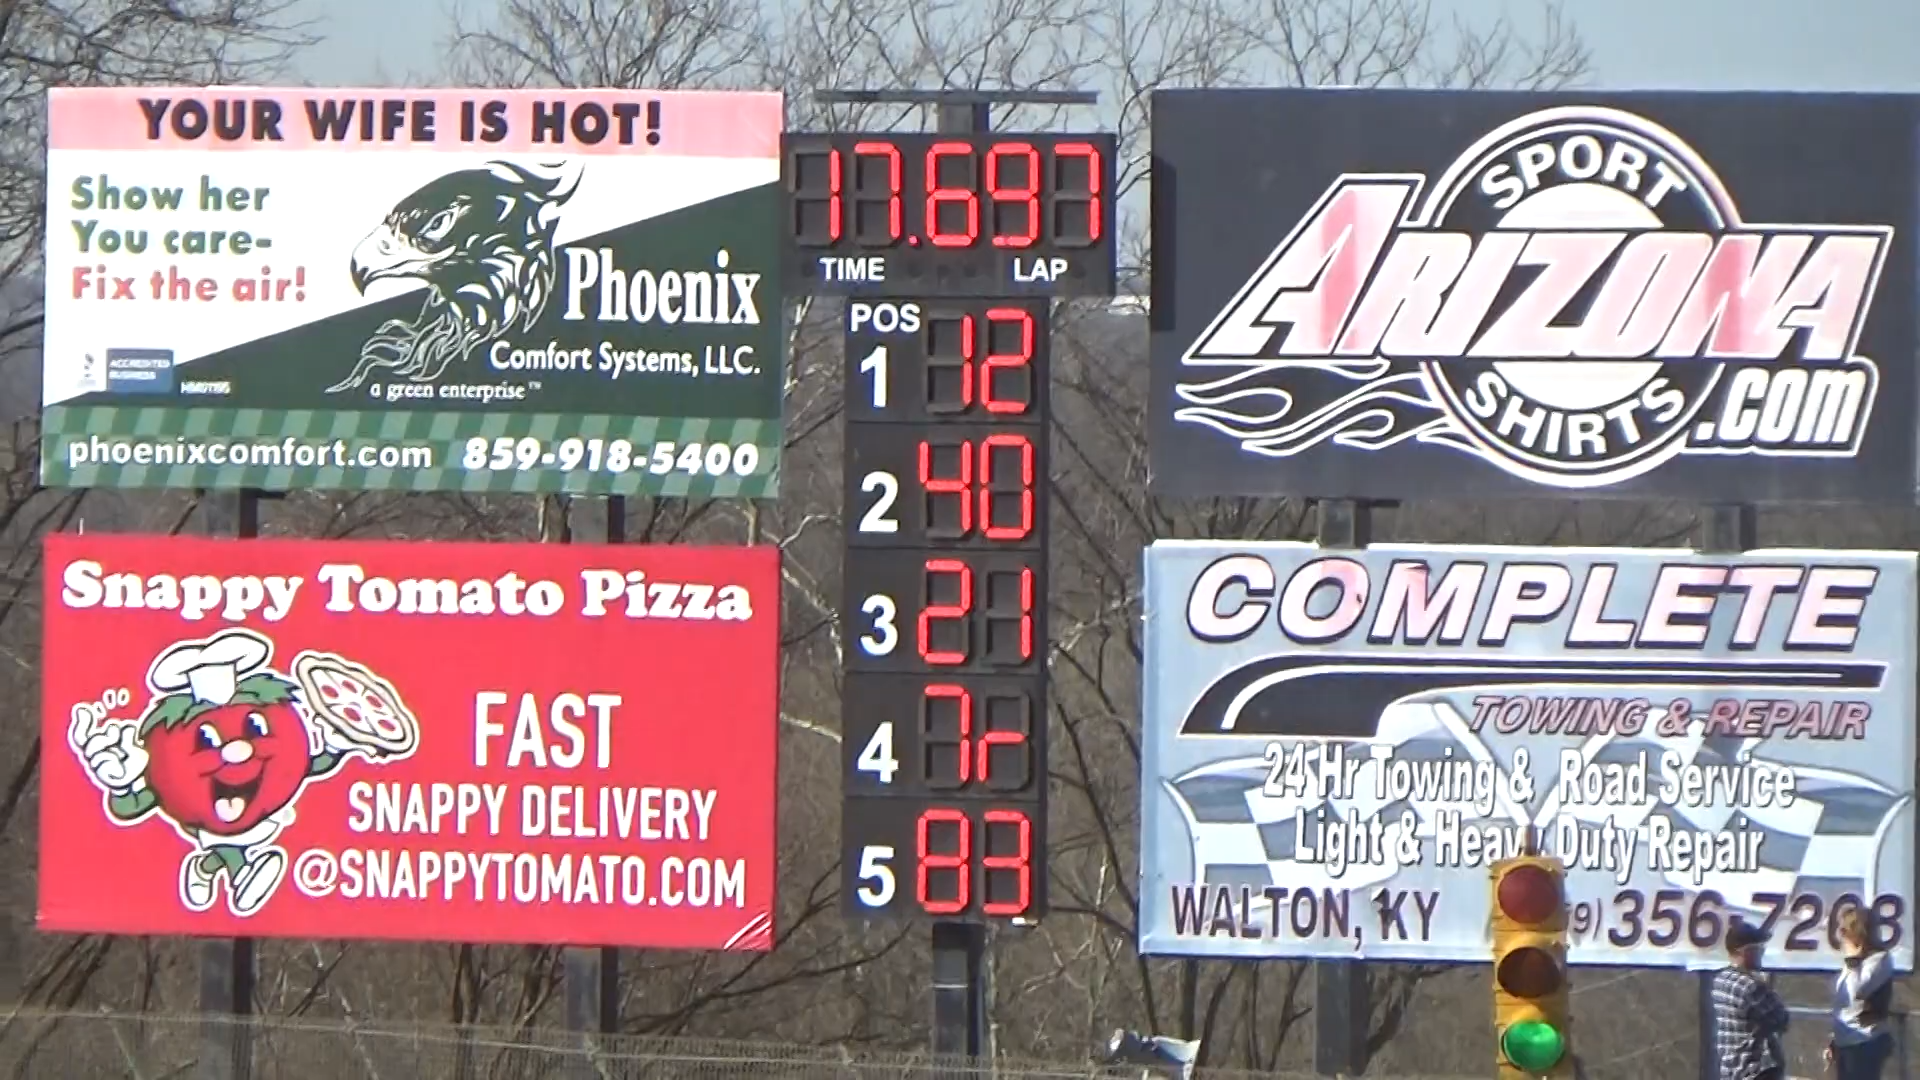 YOUR WIFE IS HOT!
Show her
You care-
Fix the air!
Phoenix
Comfort Systems, LLC.
a green enterprise™
ACCREDITED
BUSINESS
phoenixcomfort.com 859-918-5400
Snappy Tomato Pizza
FAST
SNAPPY DELIVERY
@SNAPPYTOMATO.COM
17.697
TIME LAP
POS
1 12
2 40
3 21
4 7r
5 83
SPORT
ARIZONA
SHIRTS
.com
COMPLETE
TOWING & REPAIR
24 Hr Towing & Road Service
Light & Heavy Duty Repair
WALTON, KY